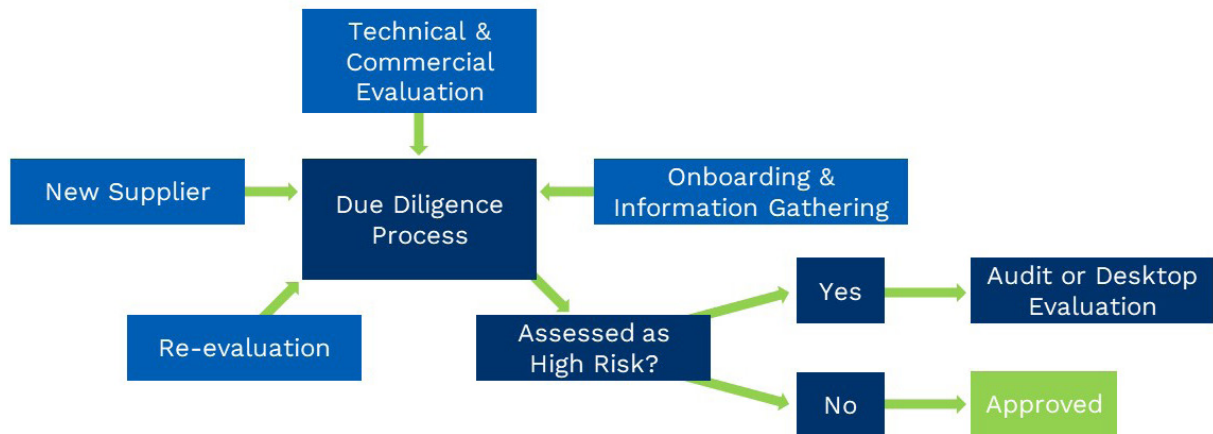 Technical &
Commercial
Evaluation
New Supplier
Due Diligence
Process
Onboarding &
Information Gathering
Re-evaluation
Assessed as
High Risk?
Yes
Audit or Desktop
Evaluation
No
Approved